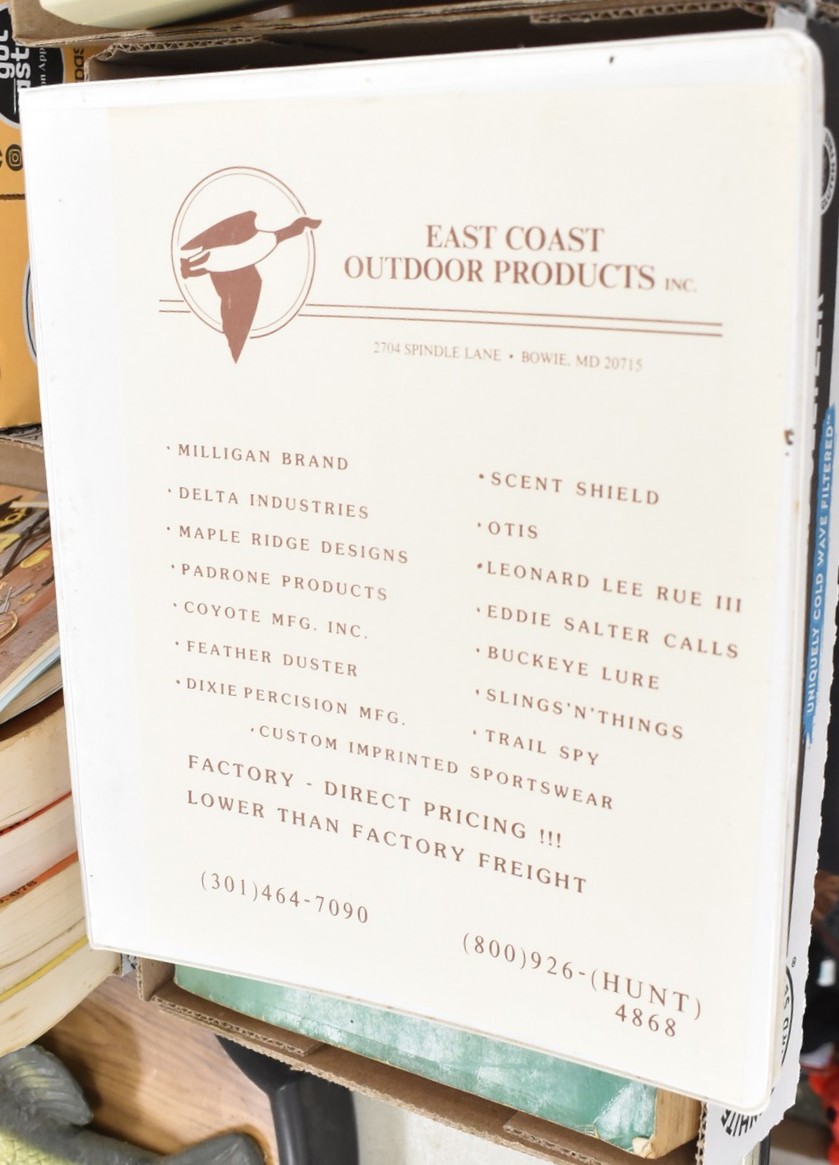 EAST COAST
OUTDOOR PRODUCTS INC.
2704 SPINDLE LANE • BOWIE, MD 20715
· MILLIGAN BRAND
· DELTA INDUSTRIES
· MAPLE RIDGE DESIGNS
· PADRONE PRODUCTS
· COYOTE MFG. INC.
· FEATHER DUSTER
· DIXIE PERCISION MFG.
· SCENT SHIELD
· OTIS
· LEONARD LEE RUE III
· EDDIE SALTER CALLS
· BUCKEYE LURE
· SLINGS'N'THINGS
· TRAIL SPY
· CUSTOM IMPRINTED SPORTSWEAR
FACTORY - DIRECT PRICING !!!
LOWER THAN FACTORY FREIGHT
(301)464-7090
(800)926-(HUNT)
4868
UNIQUELY COLD WAVE FILTERED™